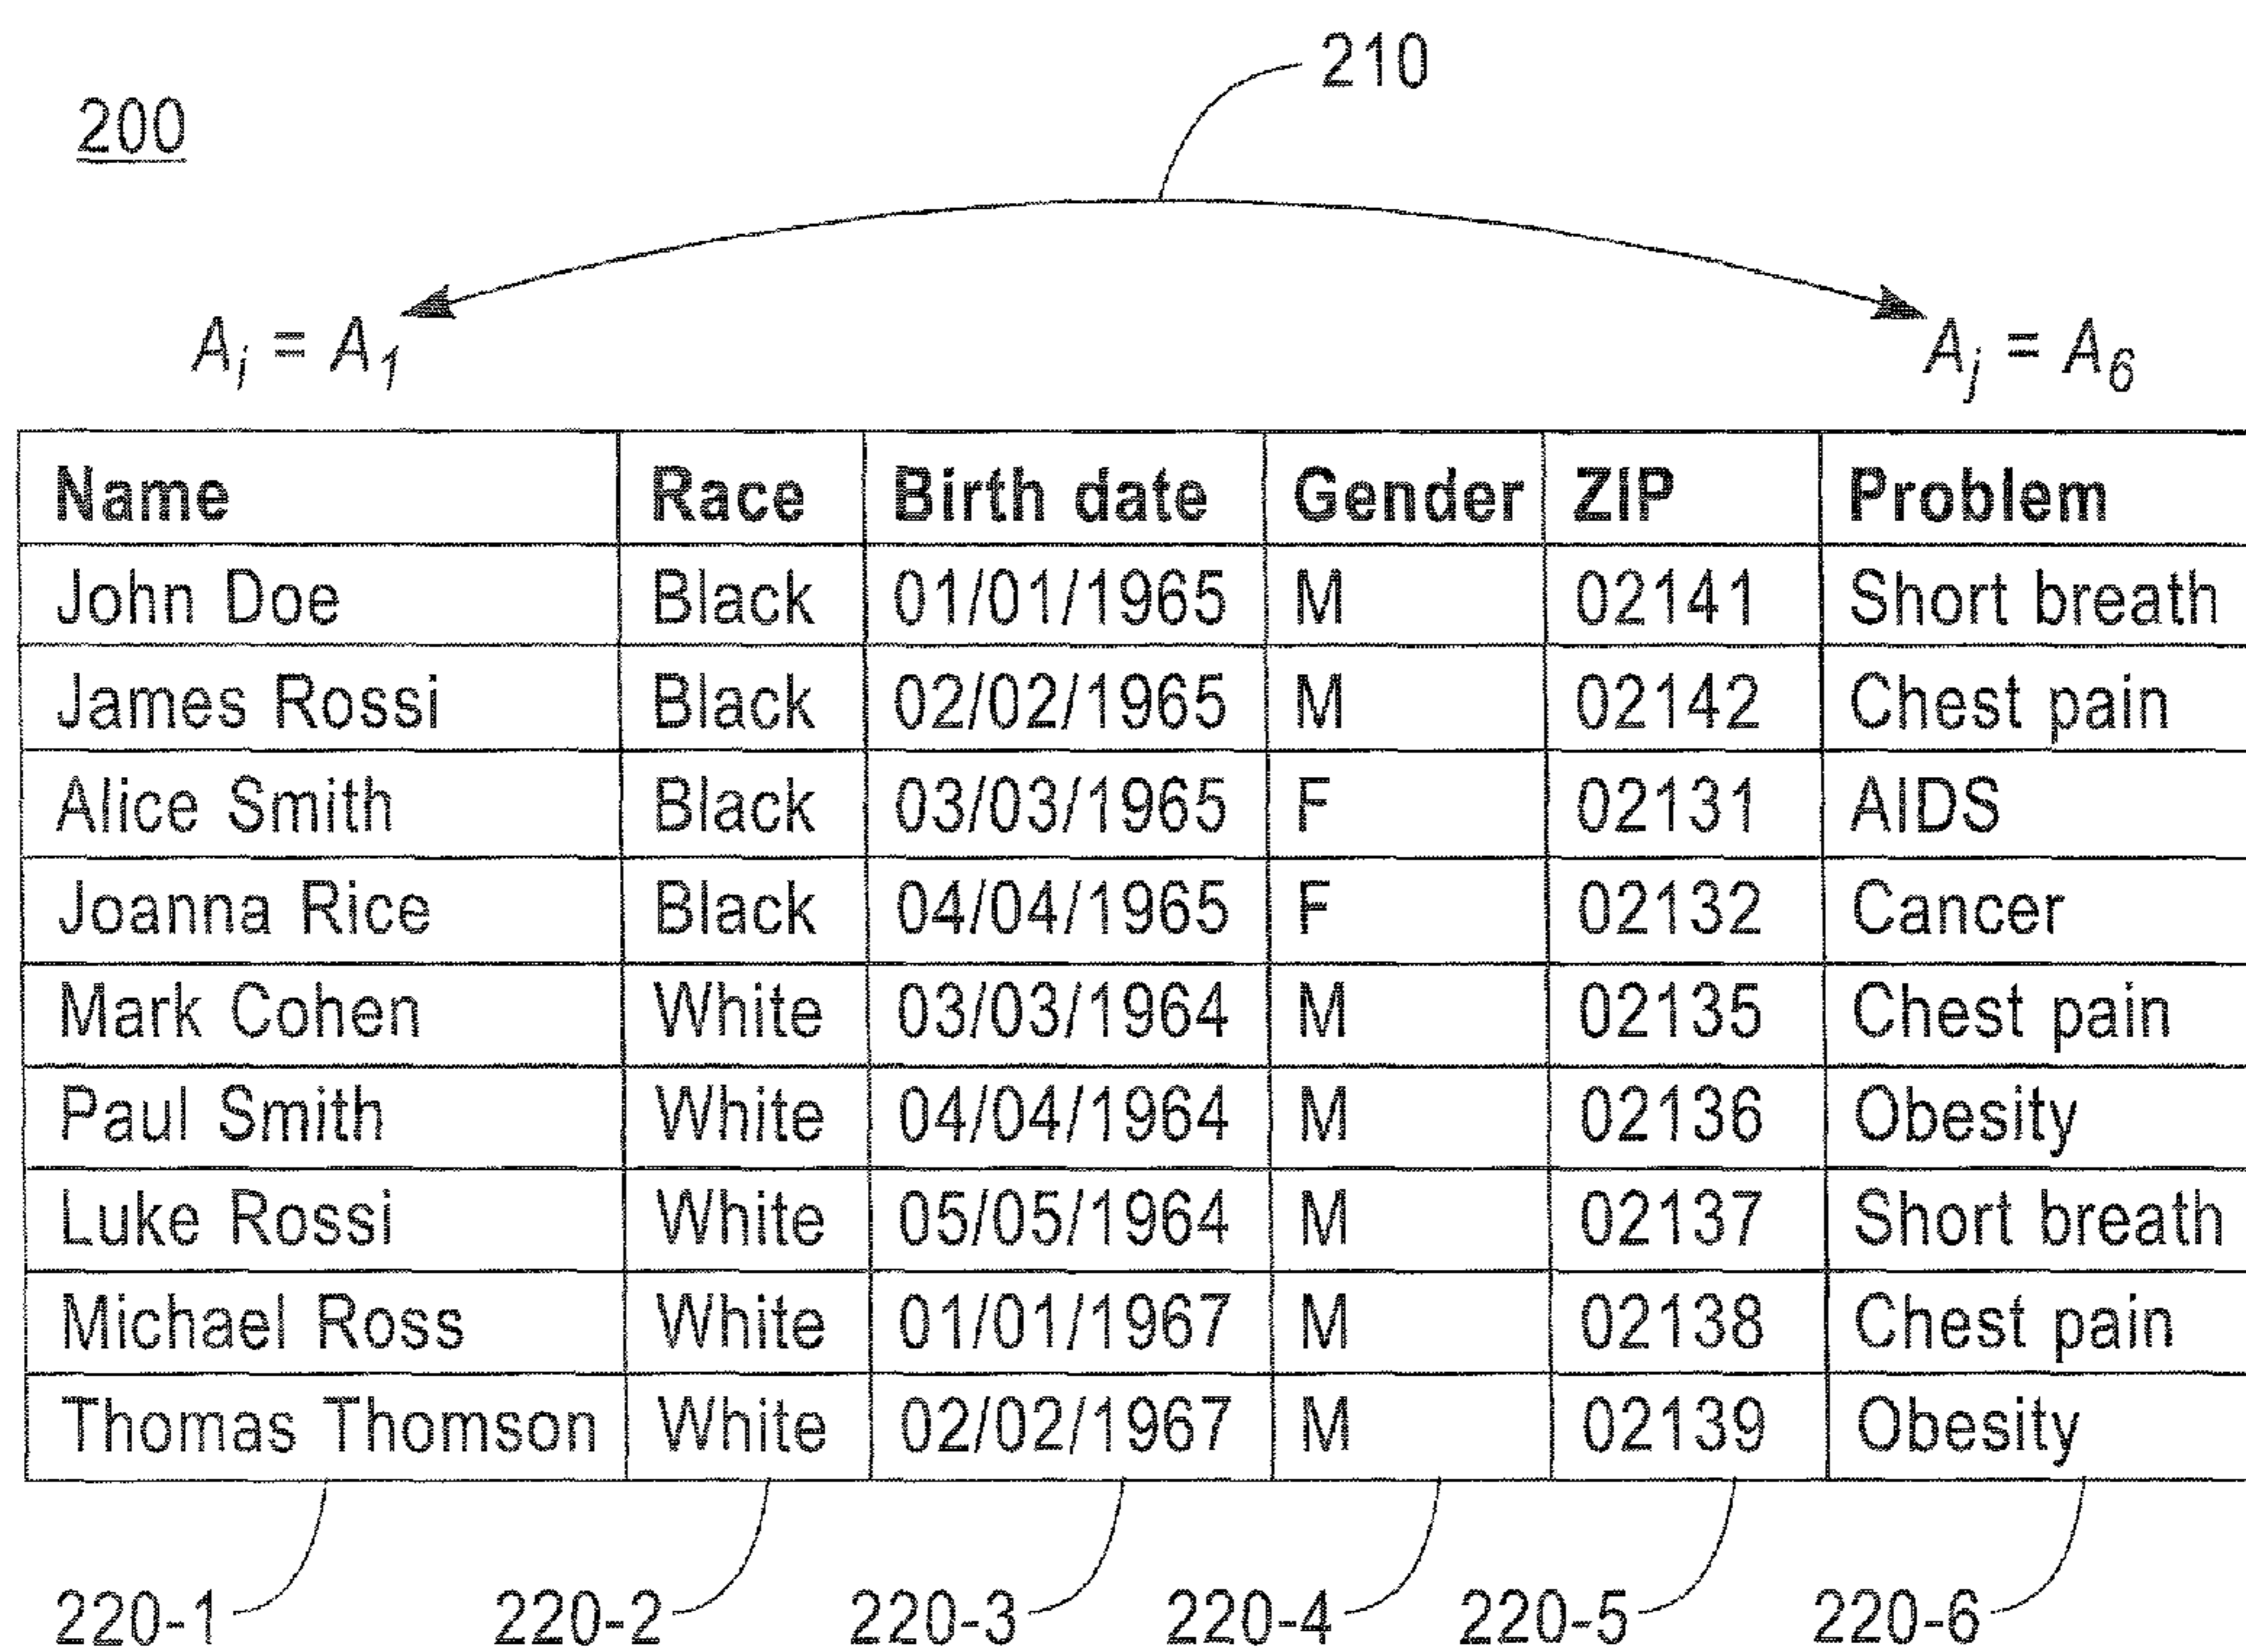 210
200
Ai = A1
Aj = A6
Name Race Birth date Gender ZIP Problem
John Doe Black 01/01/1965 M 02141 Short breath
James Rossi Black 02/02/1965 M 02142 Chest pain
Alice Smith Black 03/03/1965 F 02131 AIDS
Joanna Rice Black 04/04/1965 F 02132 Cancer
Mark Cohen White 03/03/1964 M 02135 Chest pain
Paul Smith White 04/04/1964 M 02136 Obesity
Luke Rossi White 05/05/1964 M 02137 Short breath
Michael Ross White 01/01/1967 M 02138 Chest pain
Thomas Thomson White 02/02/1967 M 02139 Obesity
220-1 220-2 220-3 220-4 220-5 220-6